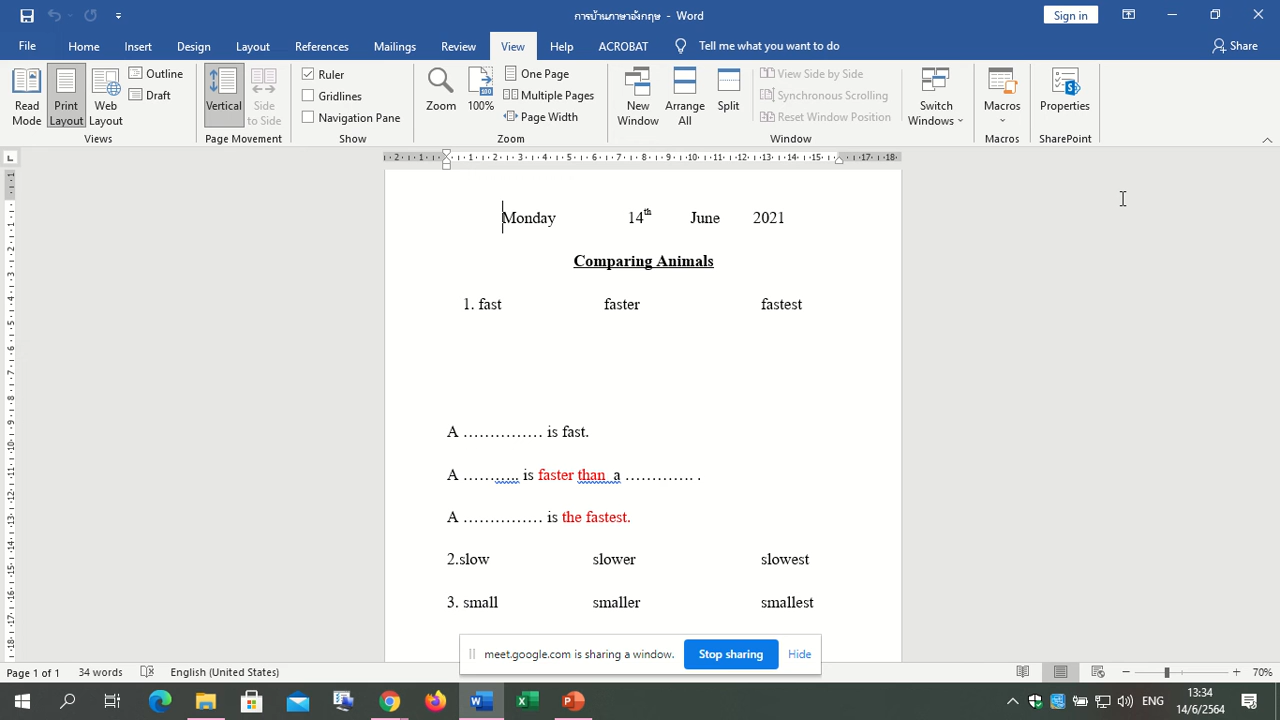 การบ้านภาษาอังกฤษ - Word
Sign in
File Home Insert Design Layout References Mailings Review View Help ACROBAT Tell me what you want to do Share
Read Mode
Print Layout
Web Layout
Outline
Draft
Views
Vertical
Side to Side
Page Movement
Ruler
Gridlines
Navigation Pane
Show
Zoom
100%
One Page
Multiple Pages
Page Width
Zoom
New Window
Arrange All
Split
View Side by Side
Synchronous Scrolling
Reset Window Position
Comparing
Switch Windows
Window
Macros
Macros
Properties
SharePoint
Monday 14th June 2021
Comparing Animals
1. fast faster fastest
A …………… is fast.
A ……….. is faster than a …………. .
A …………… is the fastest.
2.slow slower slowest
3. small smaller smallest
meet.google.com is sharing a window. Stop sharing Hide
Page 1 of 1 34 words English (United States) 70%
ENG 13:34
14/6/2564